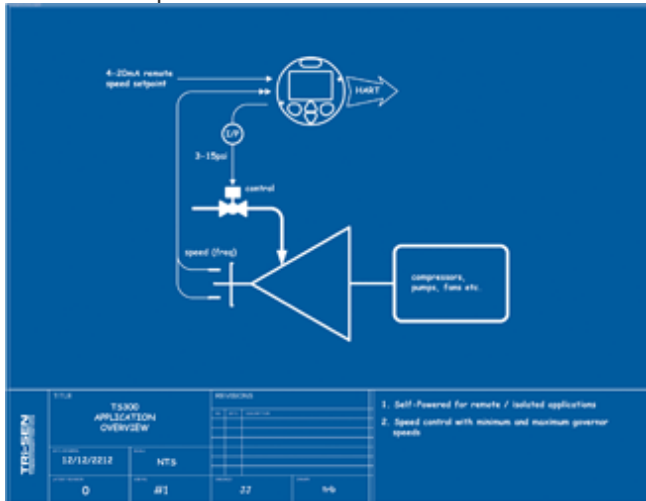 4-20mA remote
speed setpoint
HART
I/P
3-15psi
control
speed (freq)
compressors,
pumps, fans etc.
TRI-SEN
TITLE
TS300
APPLICATION
OVERVIEW
12/12/2212
NTS
0
#1
JJ
REVISIONS
1. Self-Powered for remote / isolated applications
2. Speed control with minimum and maximum governor
speeds